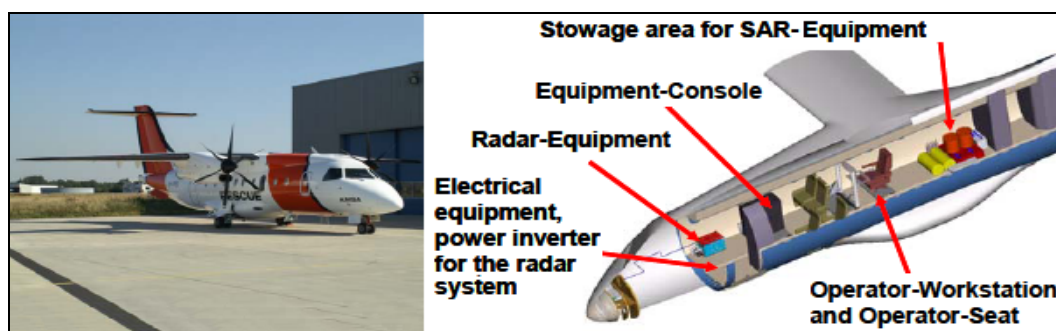 RESCUE
AMSA
Stowage area for SAR-Equipment
Equipment-Console
Radar-Equipment
Electrical
equipment,
power inverter
for the radar
system
Operator-Workstation
and Operator-Seat